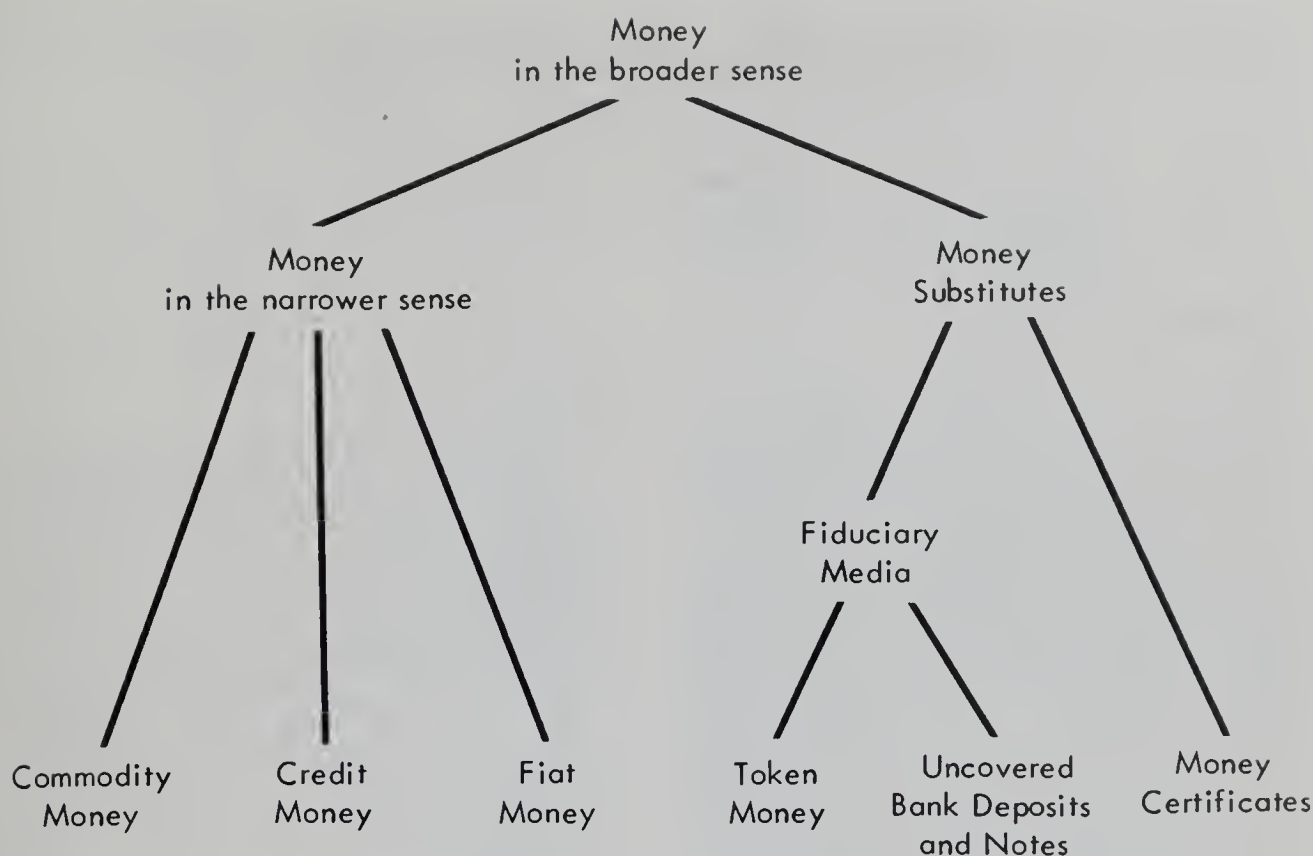 Money
in the broader sense
Money
in the narrower sense
Money
Substitutes
Fiduciary
Media
Commodity
Money
Credit
Money
Fiat
Money
Token
Money
Uncovered
Bank Deposits
and Notes
Money
Certificates